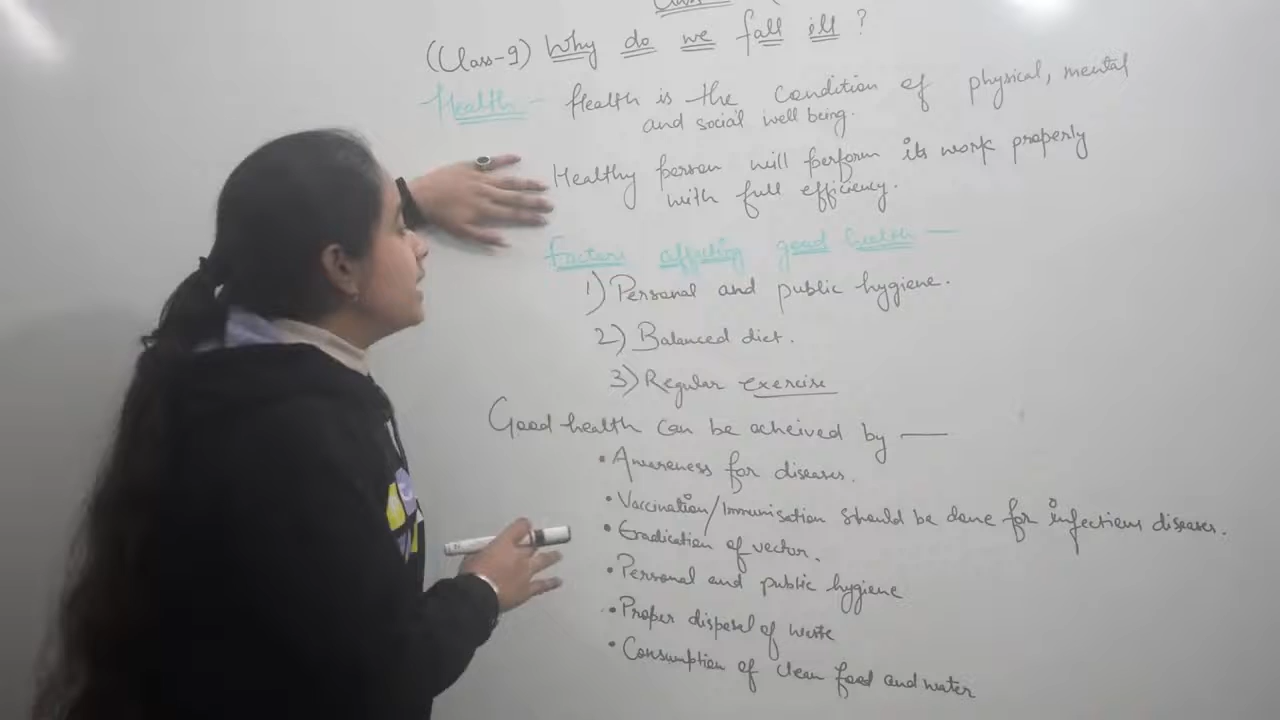 (Class-9) Why do we fall ill ?
Health - Health is the condition of physical, mental
and social well being.
Healthy person will perform its work properly
with full efficiency.
Factors affecting good health —
1) Personal and public hygiene.
2) Balanced diet.
3) Regular exercise
Good health can be acheived by —
• Awareness for diseases.
• Vaccination/Immunisation should be done for infectious diseases.
• Eradication of vector.
• Personal and public hygiene
• Proper disposal of waste
• Consumption of clean food and water